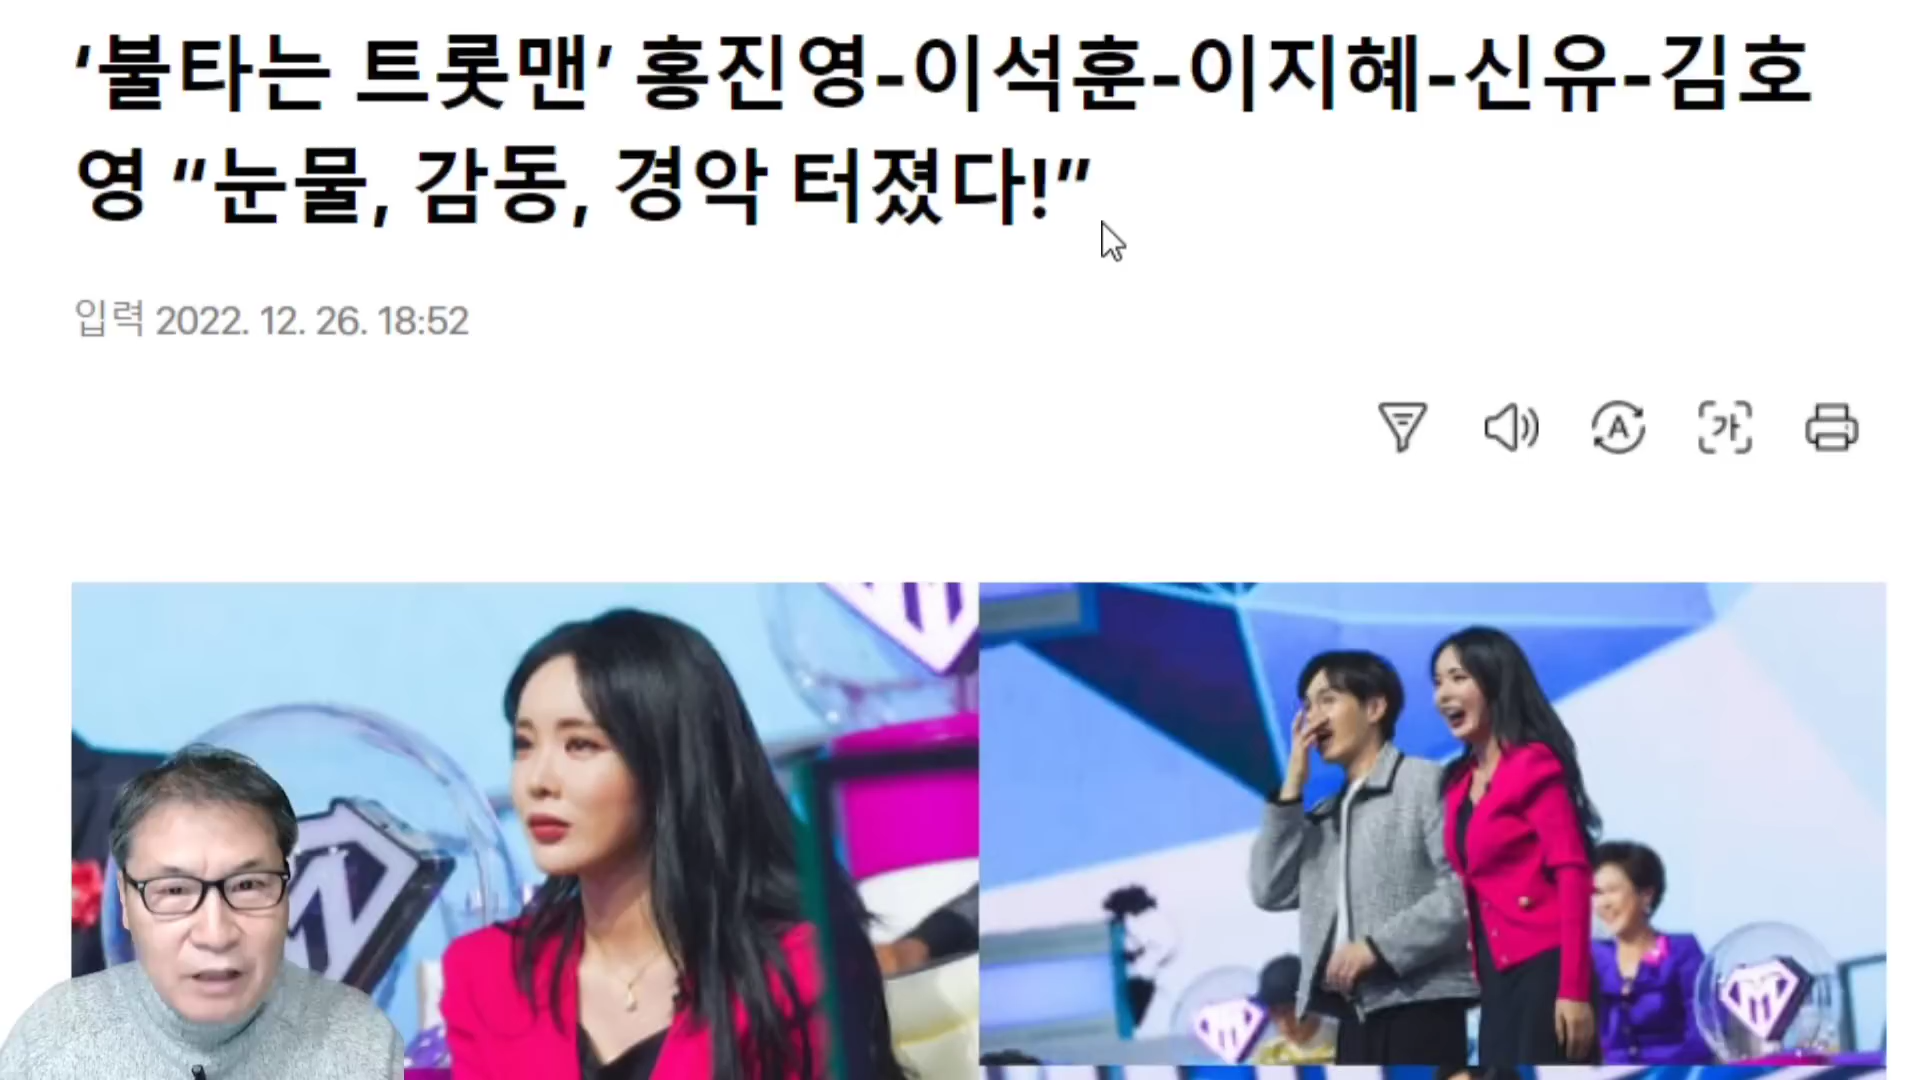 ‘불타는 트롯맨’ 홍진영-이석훈-이지혜-신유-김호
영 “눈물, 감동, 경악 터졌다!”
입력 2022. 12. 26. 18:52
A
가
M